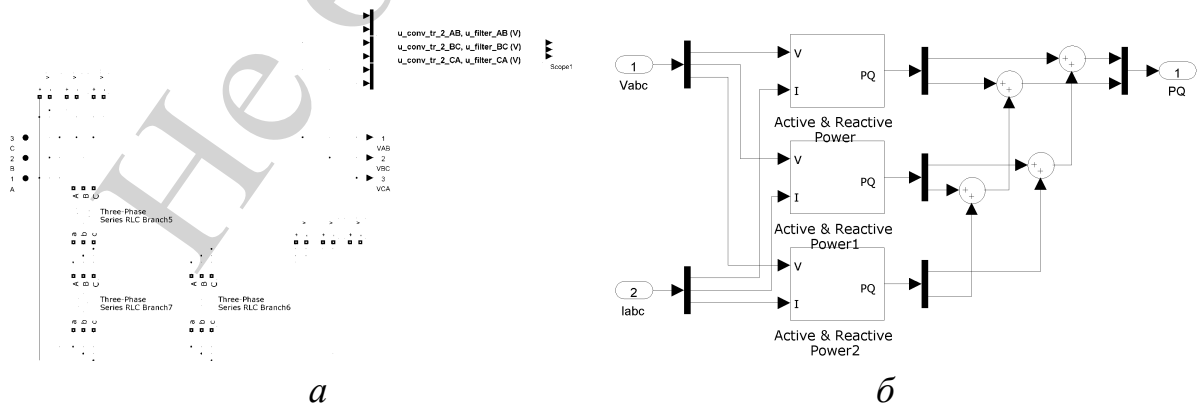 Не
u_conv_tr_2_AB, u_filter_AB (V)
u_conv_tr_2_BC, u_filter_BC (V)
u_conv_tr_2_CA, u_filter_CA (V)
Scope1
3
C
2
B
1
A
1
VAB
2
VBC
3
VCA
A B C
Three-Phase
Series RLC Branch5
a b c
A B C
Three-Phase
Series RLC Branch7
a b c
A B C
Three-Phase
Series RLC Branch6
a b c
а
1
Vabc
2
Iabc
V
I
PQ
Active & Reactive
Power
V
I
PQ
Active & Reactive
Power1
V
I
PQ
Active & Reactive
Power2
1
PQ
б